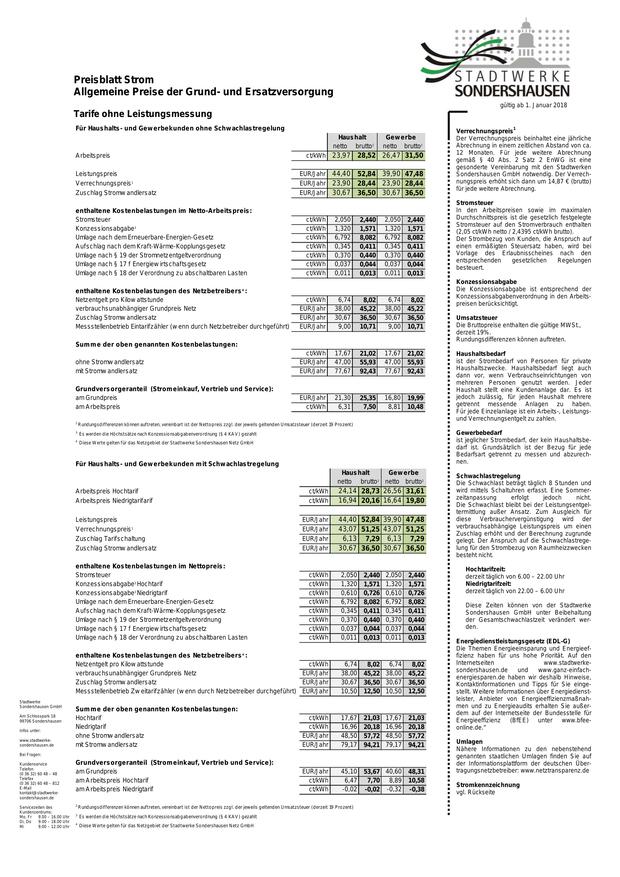 Preisblatt Strom
Allgemeine Preise der Grund- und Ersatzversorgung
STADTWERKE
SONDERSHAUSEN
gültig ab 1. Januar 2018
Tarife ohne Leistungsmessung
Für Haushalts- und Gewerbekunden ohne Schwachlastregelung
Haushalt Gewerbe
netto brutto¹ netto brutto¹
Arbeitspreis ct/kWh 23,97 28,52 26,47 31,50
Leistungspreis EUR/Jahr 44,40 52,84 39,90 47,48
Verrechnungspreis¹ EUR/Jahr 23,90 28,44 23,90 28,44
Zuschlag Stromwandlersatz EUR/Jahr 30,67 36,50 30,67 36,50
enthaltene Kostenbelastungen im Netto-Arbeitspreis:
Stromsteuer ct/kWh 2,050 2,440 2,050 2,440
Konzessionsabgabe³ ct/kWh 1,320 1,571 1,320 1,571
Umlage nach dem Erneuerbare-Energien-Gesetz ct/kWh 6,792 8,082 6,792 8,082
Aufschlag nach dem Kraft-Wärme-Kopplungsgesetz ct/kWh 0,345 0,411 0,345 0,411
Umlage nach § 19 der Stromnetzentgeltverordnung ct/kWh 0,370 0,440 0,370 0,440
Umlage nach § 17 f Energiewirtschaftsgesetz ct/kWh 0,037 0,044 0,037 0,044
Umlage nach § 18 der Verordnung zu abschaltbaren Lasten ct/kWh 0,011 0,013 0,011 0,013
enthaltene Kostenbelastungen des Netzbetreibers⁴:
Netzentgelt pro Kilowattstunde ct/kWh 6,74 8,02 6,74 8,02
verbrauchsunabhängiger Grundpreis Netz EUR/Jahr 38,00 45,22 38,00 45,22
Zuschlag Stromwandlersatz EUR/Jahr 30,67 36,50 30,67 36,50
Messstellenbetrieb Eintarifzähler (wenn durch Netzbetreiber durchgeführt) EUR/Jahr 9,00 10,71 9,00 10,71
Summe der oben genannten Kostenbelastungen:
ct/kWh 17,67 21,02 17,67 21,02
ohne Stromwandlersatz EUR/Jahr 47,00 55,93 47,00 55,93
mit Stromwandlersatz EUR/Jahr 77,67 92,43 77,67 92,43
Grundversorgeranteil (Stromeinkauf, Vertrieb und Service):
am Grundpreis EUR/Jahr 21,30 25,35 16,80 19,99
am Arbeitspreis ct/kWh 6,31 7,50 8,81 10,48
² Rundungsdifferenzen können auftreten, vereinbart ist der Nettopreis zzgl. der jeweils geltenden Umsatzsteuer (derzeit 19 Prozent)
³ Es werden die Höchstsätze nach Konzessionsabgabenverordnung (§ 4 KAV) gezahlt
⁴ Diese Werte gelten für das Netzgebiet der Stadtwerke Sondershausen Netz GmbH
Für Haushalts- und Gewerbekunden mit Schwachlastregelung
Haushalt Gewerbe
netto brutto¹ netto brutto¹
Arbeitspreis Hochtarif ct/kWh 24,14 28,73 26,56 31,61
Arbeitspreis Niedrigtarif ct/kWh 16,94 20,16 16,64 19,80
Leistungspreis EUR/Jahr 44,40 52,84 39,90 47,48
Verrechnungspreis¹ EUR/Jahr 43,07 51,25 43,07 51,25
Zuschlag Tarifschaltung EUR/Jahr 6,13 7,29 6,13 7,29
Zuschlag Stromwandlersatz EUR/Jahr 30,67 36,50 30,67 36,50
enthaltene Kostenbelastungen im Nettopreis:
Stromsteuer ct/kWh 2,050 2,440 2,050 2,440
Konzessionsabgabe³ Hochtarif ct/kWh 1,320 1,571 1,320 1,571
Konzessionsabgabe³ Niedrigtarif ct/kWh 0,610 0,726 0,610 0,726
Umlage nach dem Erneuerbare-Energien-Gesetz ct/kWh 6,792 8,082 6,792 8,082
Aufschlag nach dem Kraft-Wärme-Kopplungsgesetz ct/kWh 0,345 0,411 0,345 0,411
Umlage nach § 19 der Stromnetzentgeltverordnung ct/kWh 0,370 0,440 0,370 0,440
Umlage nach § 17 f Energiewirtschaftsgesetz ct/kWh 0,037 0,044 0,037 0,044
Umlage nach § 18 der Verordnung zu abschaltbaren Lasten ct/kWh 0,011 0,013 0,011 0,013
enthaltene Kostenbelastungen des Netzbetreibers⁴:
Netzentgelt pro Kilowattstunde ct/kWh 6,74 8,02 6,74 8,02
verbrauchsunabhängiger Grundpreis Netz EUR/Jahr 38,00 45,22 38,00 45,22
Zuschlag Stromwandlersatz EUR/Jahr 30,67 36,50 30,67 36,50
Messstellenbetrieb Zweitarifzähler (wenn durch Netzbetreiber durchgeführt) EUR/Jahr 10,50 12,50 10,50 12,50
Summe der oben genannten Kostenbelastungen:
Hochtarif ct/kWh 17,67 21,03 17,67 21,03
Niedrigtarif ct/kWh 16,96 20,18 16,96 20,18
ohne Stromwandlersatz EUR/Jahr 48,50 57,72 48,50 57,72
mit Stromwandlersatz EUR/Jahr 79,17 94,21 79,17 94,21
Grundversorgeranteil (Stromeinkauf, Vertrieb und Service):
am Grundpreis EUR/Jahr 45,10 53,67 40,60 48,31
am Arbeitspreis Hochtarif ct/kWh 6,47 7,70 8,89 10,58
am Arbeitspreis Niedrigtarif ct/kWh -0,02 -0,02 -0,32 -0,38
² Rundungsdifferenzen können auftreten, vereinbart ist der Nettopreis zzgl. der jeweils geltenden Umsatzsteuer (derzeit 19 Prozent)
³ Es werden die Höchstsätze nach Konzessionsabgabenverordnung (§ 4 KAV) gezahlt
⁴ Diese Werte gelten für das Netzgebiet der Stadtwerke Sondershausen Netz GmbH
Verrechnungspreis¹
Der Verrechnungspreis beinhaltet eine jährliche
Abrechnung in einem zeitlichen Abstand von ca.
12 Monaten. Für jede weitere Abrechnung
gemäß § 40 Abs. 2 Satz 2 EnWG ist eine
gesonderte Vereinbarung mit den Stadtwerken
Sondershausen GmbH notwendig. Der Verrech-
nungspreis erhöht sich dann um 14,87 € (brutto)
für jede weitere Abrechnung.
Stromsteuer
In den Arbeitspreisen sowie im maximalen
Durchschnittspreis ist die gesetzlich festgelegte
Stromsteuer auf den Stromverbrauch enthalten
(2,05 ct/kWh netto / 2,4395 ct/kWh brutto).
Der Strombezug von Kunden, die Anspruch auf
einen ermäßigten Steuersatz haben, wird bei
Vorlage des Erlaubnisscheines nach den
entsprechenden gesetzlichen Regelungen
besteuert.
Konzessionsabgabe
Die Konzessionsabgabe ist entsprechend der
Konzessionsabgabenverordnung in den Arbeits-
preisen berücksichtigt.
Umsatzsteuer
Die Bruttopreise enthalten die gültige MWSt.,
derzeit 19%.
Rundungsdifferenzen können auftreten.
Haushaltsbedarf
ist der Strombedarf von Personen für private
Haushaltszwecke. Haushaltsbedarf liegt auch
dann vor, wenn Verbrauchseinrichtungen von
mehreren Personen genutzt werden. Jeder
Haushalt stellt eine Kundenanlage dar. Es ist
jedoch zulässig, für jeden Haushalt mehrere
getrennt messende Anlagen zu haben.
Für jede Einzelanlage ist ein Arbeits-, Leistungs-
und Verrechnungsentgelt zu zahlen.
Gewerbebedarf
ist jeglicher Strombedarf, der kein Haushaltsbe-
darf ist. Grundsätzlich ist der Bezug für jede
Bedarfsart getrennt zu messen und abzurech-
nen.
Schwachlastregelung
Die Schwachlast beträgt täglich 8 Stunden und
wird mittels Schaltuhren erfasst. Eine Sommer-
zeitanpassung erfolgt jedoch nicht.
Die Schwachlast bleibt bei der Leistungsentgel-
termittlung außer Ansatz. Zum Ausgleich für
diese Verbrauchervergünstigung wird der
verbrauchsabhängige Leistungspreis um einen
Zuschlag erhöht und der Berechnung zugrunde
gelegt. Der Anspruch auf die Schwachlastrege-
lung für den Strombezug von Raumheizzwecken
besteht nicht.
Hochtarifzeit:
derzeit täglich von 6.00 – 22.00 Uhr
Niedrigtarifzeit:
derzeit täglich von 22.00 – 6.00 Uhr
Diese Zeiten können von der Stadtwerke
Sondershausen GmbH unter Beibehaltung
der Gesamtschwachlastzeit verändert wer-
den.
Energiedienstleistungsgesetz (EDL-G)
Die Themen Energieeinsparung und Energieef-
fizienz haben für uns hohe Priorität. Auf den
Internetseiten www.stadtwerke-
sondershausen.de und www.ganz-einfach-
energiesparen.de haben wir deshalb Hinweise,
Kontaktinformationen und Tipps für Sie einge-
stellt. Weitere Informationen über Energiedienst-
leister, Anbieter von Energieeffizienzmaßnah-
men und zu Energieaudits erhalten Sie außer-
dem auf der Internetseite der Bundesstelle für
Energieeffizienz (BfEE) unter www.bfee-
online.de."
Umlagen
Nähere Informationen zu den nebenstehend
genannten staatlichen Umlagen finden Sie auf
der Informationsplattform der deutschen Über-
tragungsnetzbetreiber: www.netztransparenz.de
Stromkennzeichnung
vgl. Rückseite
Stadtwerke
Sondershausen GmbH
Am Schlosspark 18
99706 Sondershausen
Infos unter:
www.stadtwerke-
sondershausen.de
Bei Fragen:
Kundenservice
Telefon
(0 36 32) 60 48 - 48
Telefax
(0 36 32) 60 48 - 812
E-Mail
kontakt@stadtwerke-
sondershausen.de
Servicezeiten des
Kundenzentrums:
Mo, Fr 9.00 – 16.00 Uhr
Di, Do 9.00 – 18.00 Uhr
Mi 9.00 – 12.00 Uhr